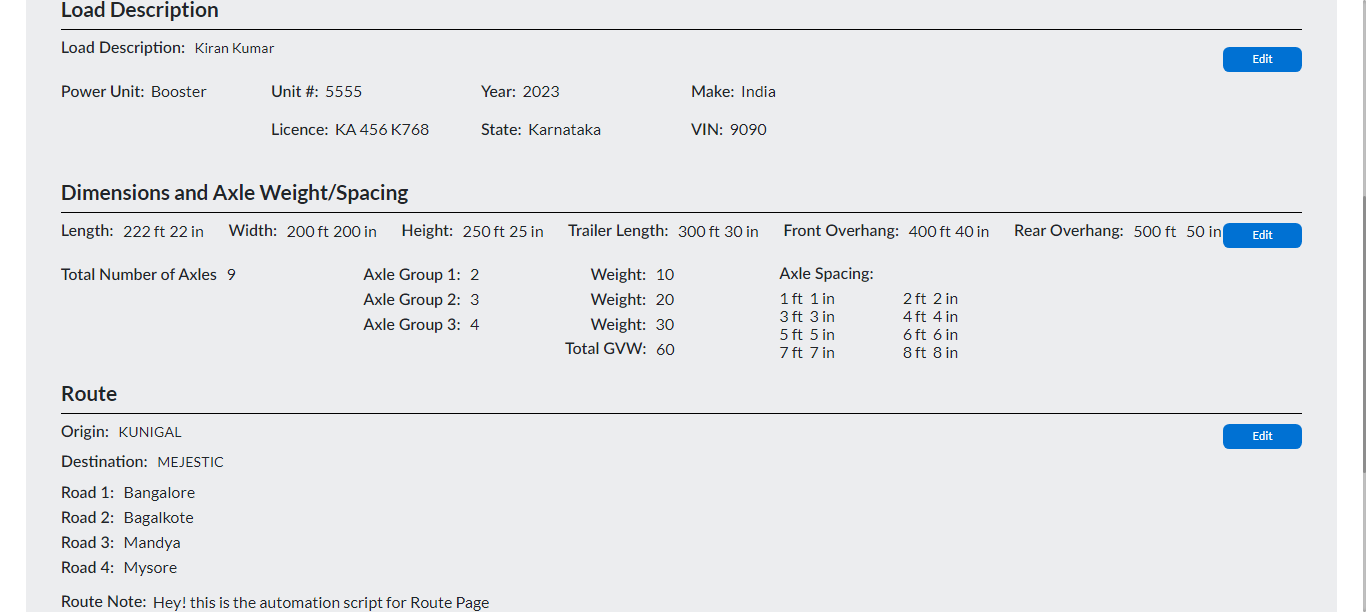 Load Description
Load Description: Kiran Kumar
Edit
Power Unit: Booster Unit #: 5555 Year: 2023 Make: India
Licence: KA 456 K768 State: Karnataka VIN: 9090
Dimensions and Axle Weight/Spacing
Length: 222 ft 22 in Width: 200 ft 200 in Height: 250 ft 25 in Trailer Length: 300 ft 30 in Front Overhang: 400 ft 40 in Rear Overhang: 500 ft 50 in Edit
Total Number of Axles 9 Axle Group 1: 2 Weight: 10 Axle Spacing:
Axle Group 2: 3 Weight: 20 1 ft 1 in 2 ft 2 in
3 ft 3 in 4 ft 4 in
Axle Group 3: 4 Weight: 30 5 ft 5 in 6 ft 6 in
Total GVW: 60 7 ft 7 in 8 ft 8 in
Route
Origin: KUNIGAL Edit
Destination: MEJESTIC
Road 1: Bangalore
Road 2: Bagalkote
Road 3: Mandya
Road 4: Mysore
Route Note: Hey! this is the automation script for Route Page